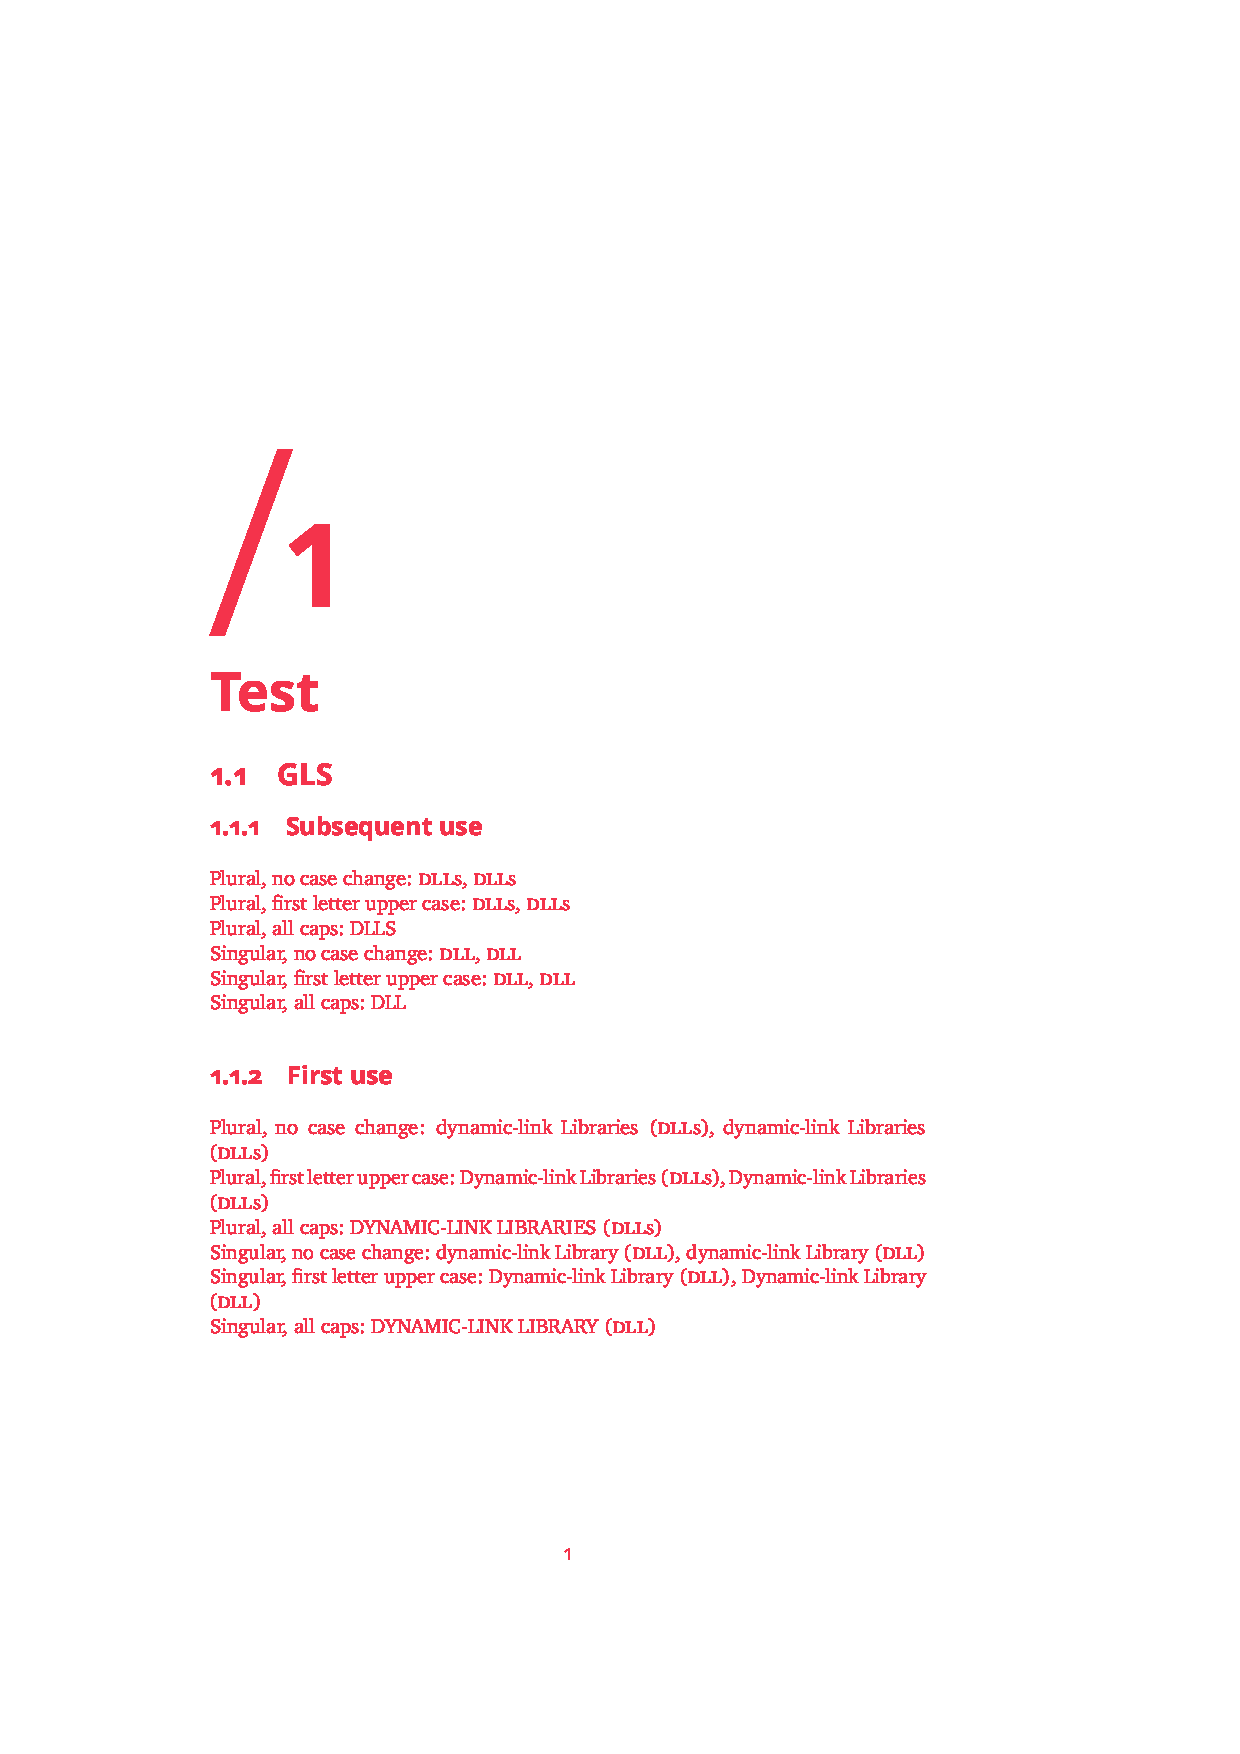 /1
Test
1.1 GLS
1.1.1 Subsequent use
Plural, no case change: DLLs, DLLs
Plural, first letter upper case: DLLs, DLLs
Plural, all caps: DLLS
Singular, no case change: DLL, DLL
Singular, first letter upper case: DLL, DLL
Singular, all caps: DLL
1.1.2 First use
Plural, no case change: dynamic-link Libraries (DLLs), dynamic-link Libraries
(DLLs)
Plural, first letter upper case: Dynamic-link Libraries (DLLs), Dynamic-link Libraries
(DLLs)
Plural, all caps: DYNAMIC-LINK LIBRARIES (DLLs)
Singular, no case change: dynamic-link Library (DLL), dynamic-link Library (DLL)
Singular, first letter upper case: Dynamic-link Library (DLL), Dynamic-link Library
(DLL)
Singular, all caps: DYNAMIC-LINK LIBRARY (DLL)
1